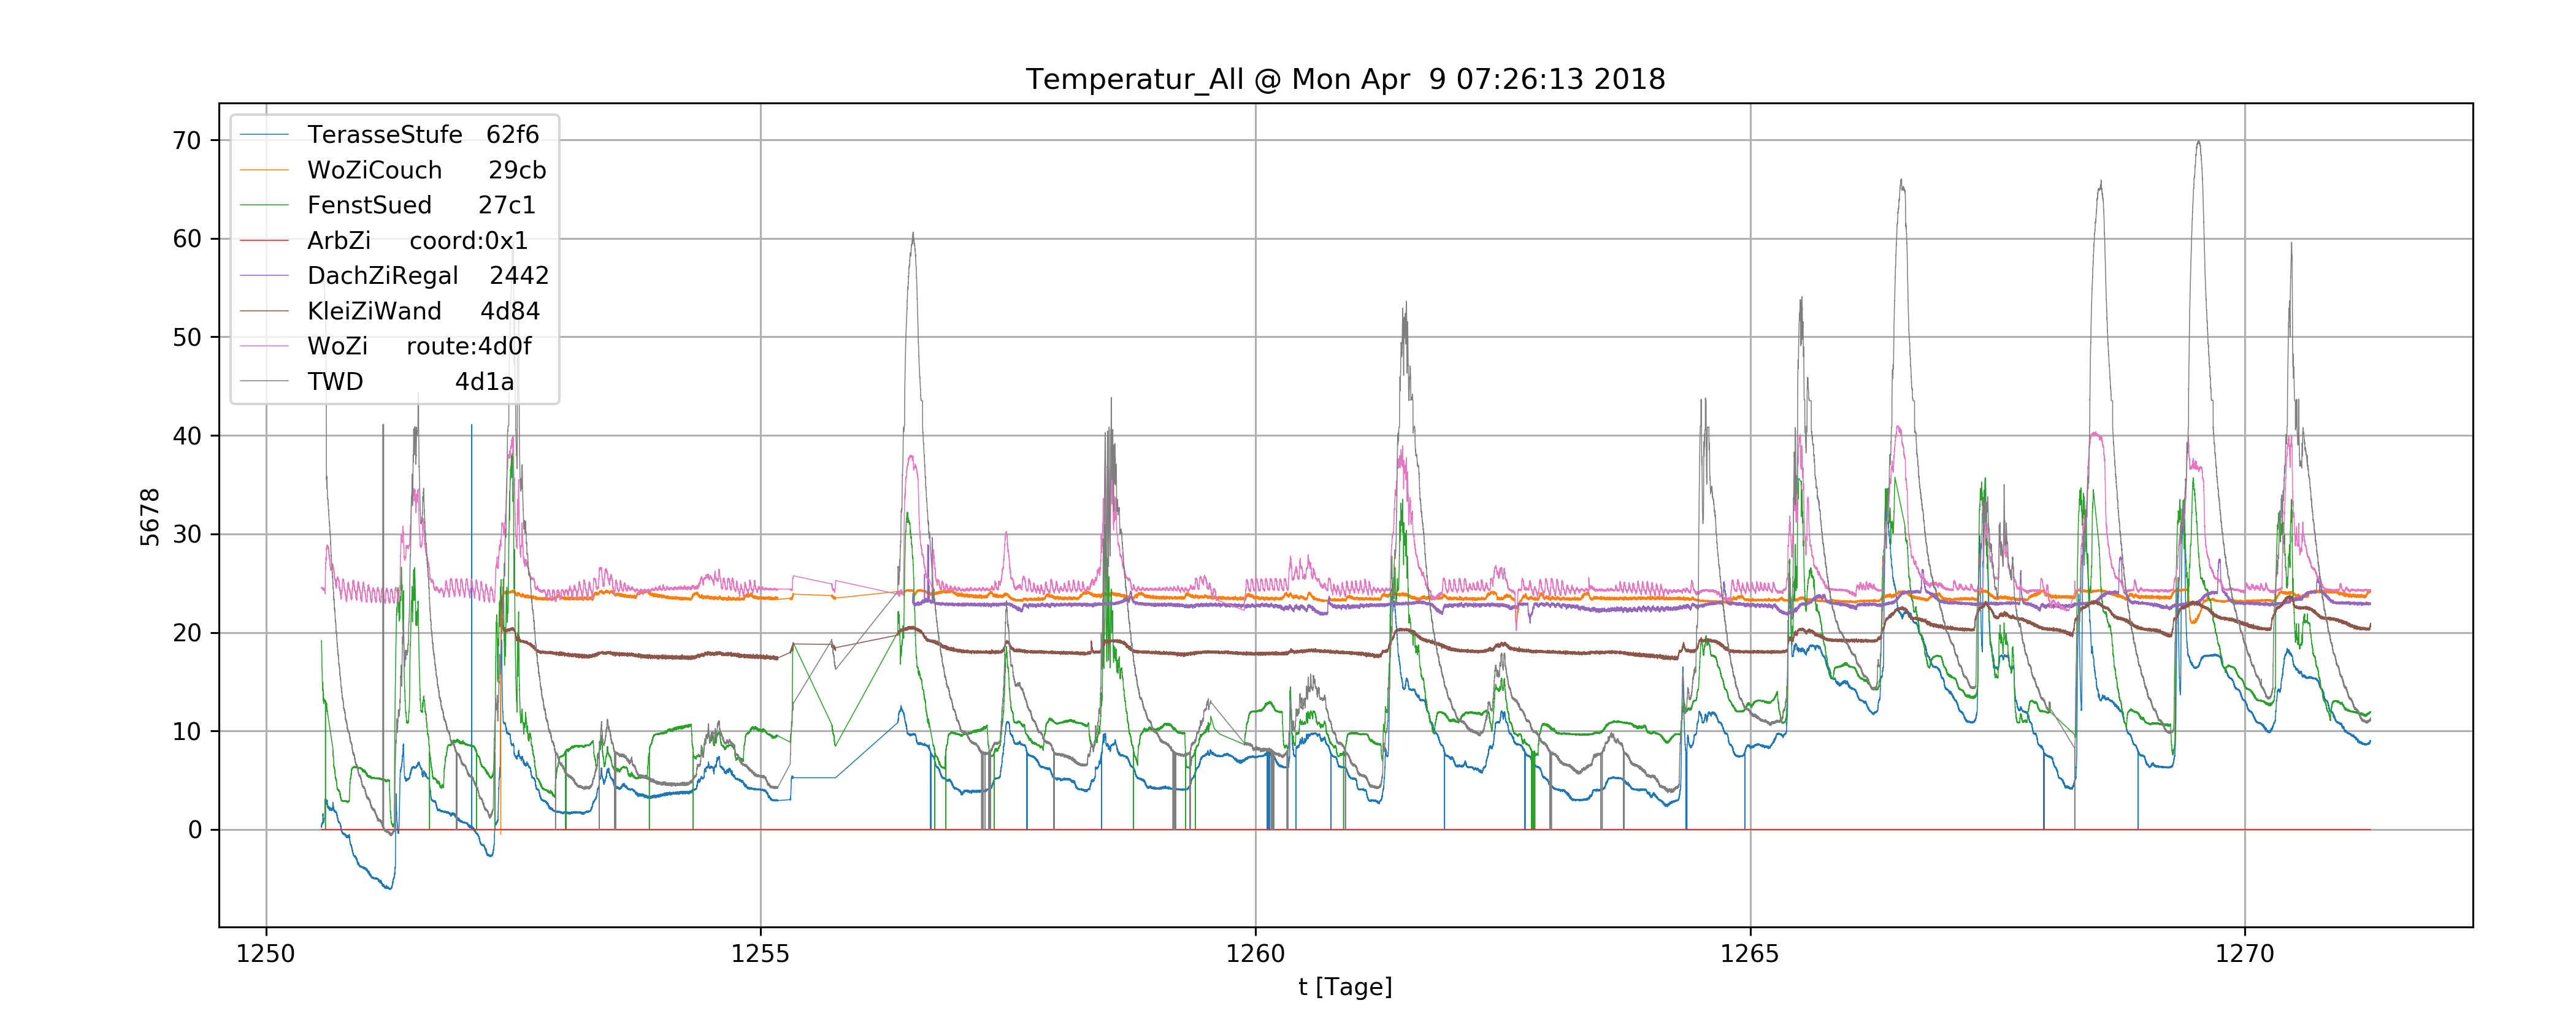 Temperatur_All @ Mon Apr  9 07:26:13 2018
TerasseStufe 62f6
WoZiCouch 29cb
FenstSued 27c1
ArbZi coord:0x1
DachZiRegal 2442
KleiZiWand 4d84
WoZi route:4d0f
TWD 4d1a
70
60
50
40
30
20
10
0
5678
1250 1255 1260 1265 1270
t [Tage]